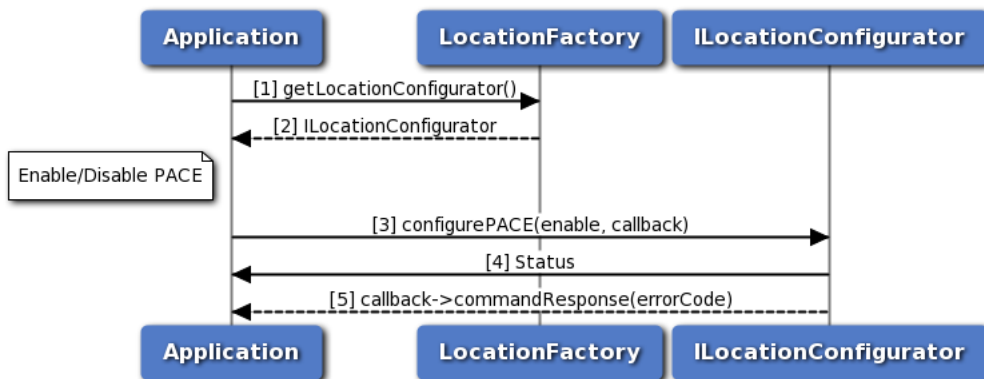 Application LocationFactory ILocationConfigurator
[1] getLocationConfigurator()
[2] ILocationConfigurator
Enable/Disable PACE
[3] configurePACE(enable, callback)
[4] Status
[5] callback->commandResponse(errorCode)
Application LocationFactory ILocationConfigurator